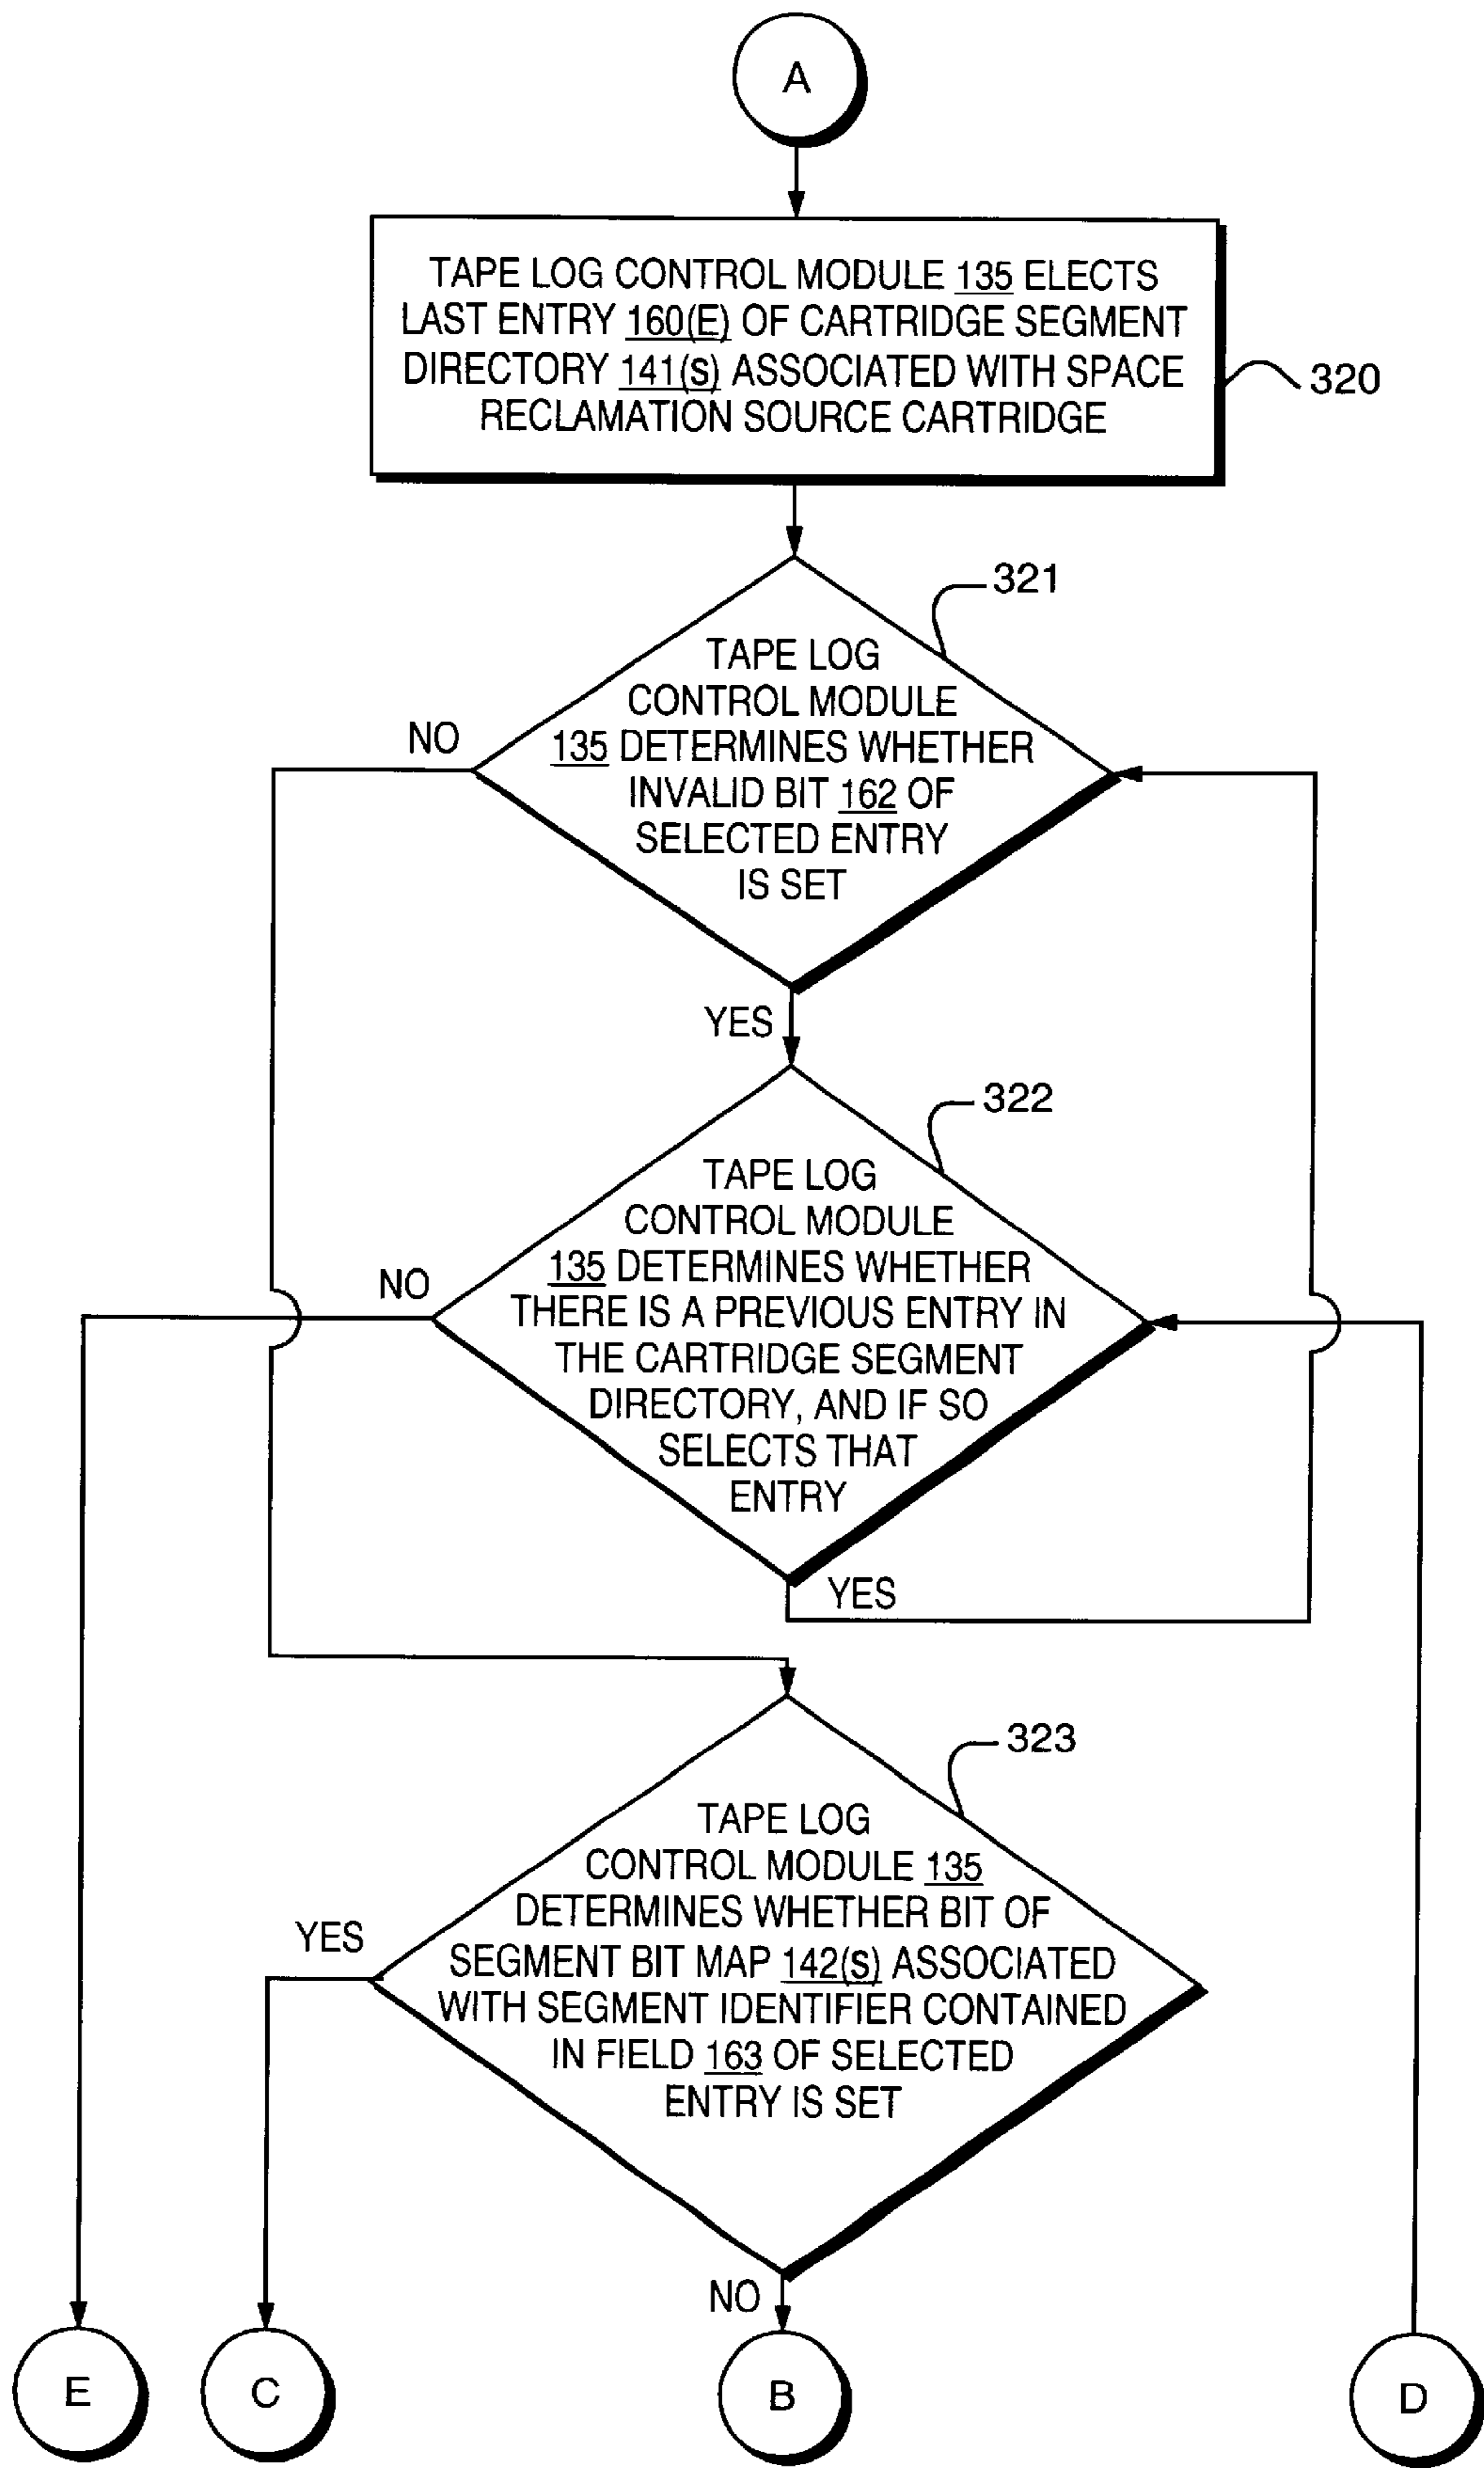 A
TAPE LOG CONTROL MODULE 135 ELECTS
LAST ENTRY 160(E) OF CARTRIDGE SEGMENT
DIRECTORY 141(s) ASSOCIATED WITH SPACE
RECLAMATION SOURCE CARTRIDGE
320
321
TAPE LOG
CONTROL MODULE
135 DETERMINES WHETHER
INVALID BIT 162 OF
SELECTED ENTRY
IS SET
NO
YES
322
TAPE LOG
CONTROL MODULE
135 DETERMINES WHETHER
THERE IS A PREVIOUS ENTRY IN
THE CARTRIDGE SEGMENT
DIRECTORY, AND IF SO
SELECTS THAT
ENTRY
NO
YES
323
TAPE LOG
CONTROL MODULE 135
DETERMINES WHETHER BIT OF
SEGMENT BIT MAP 142(s) ASSOCIATED
WITH SEGMENT IDENTIFIER CONTAINED
IN FIELD 163 OF SELECTED
ENTRY IS SET
YES
NO
E
C
B
D